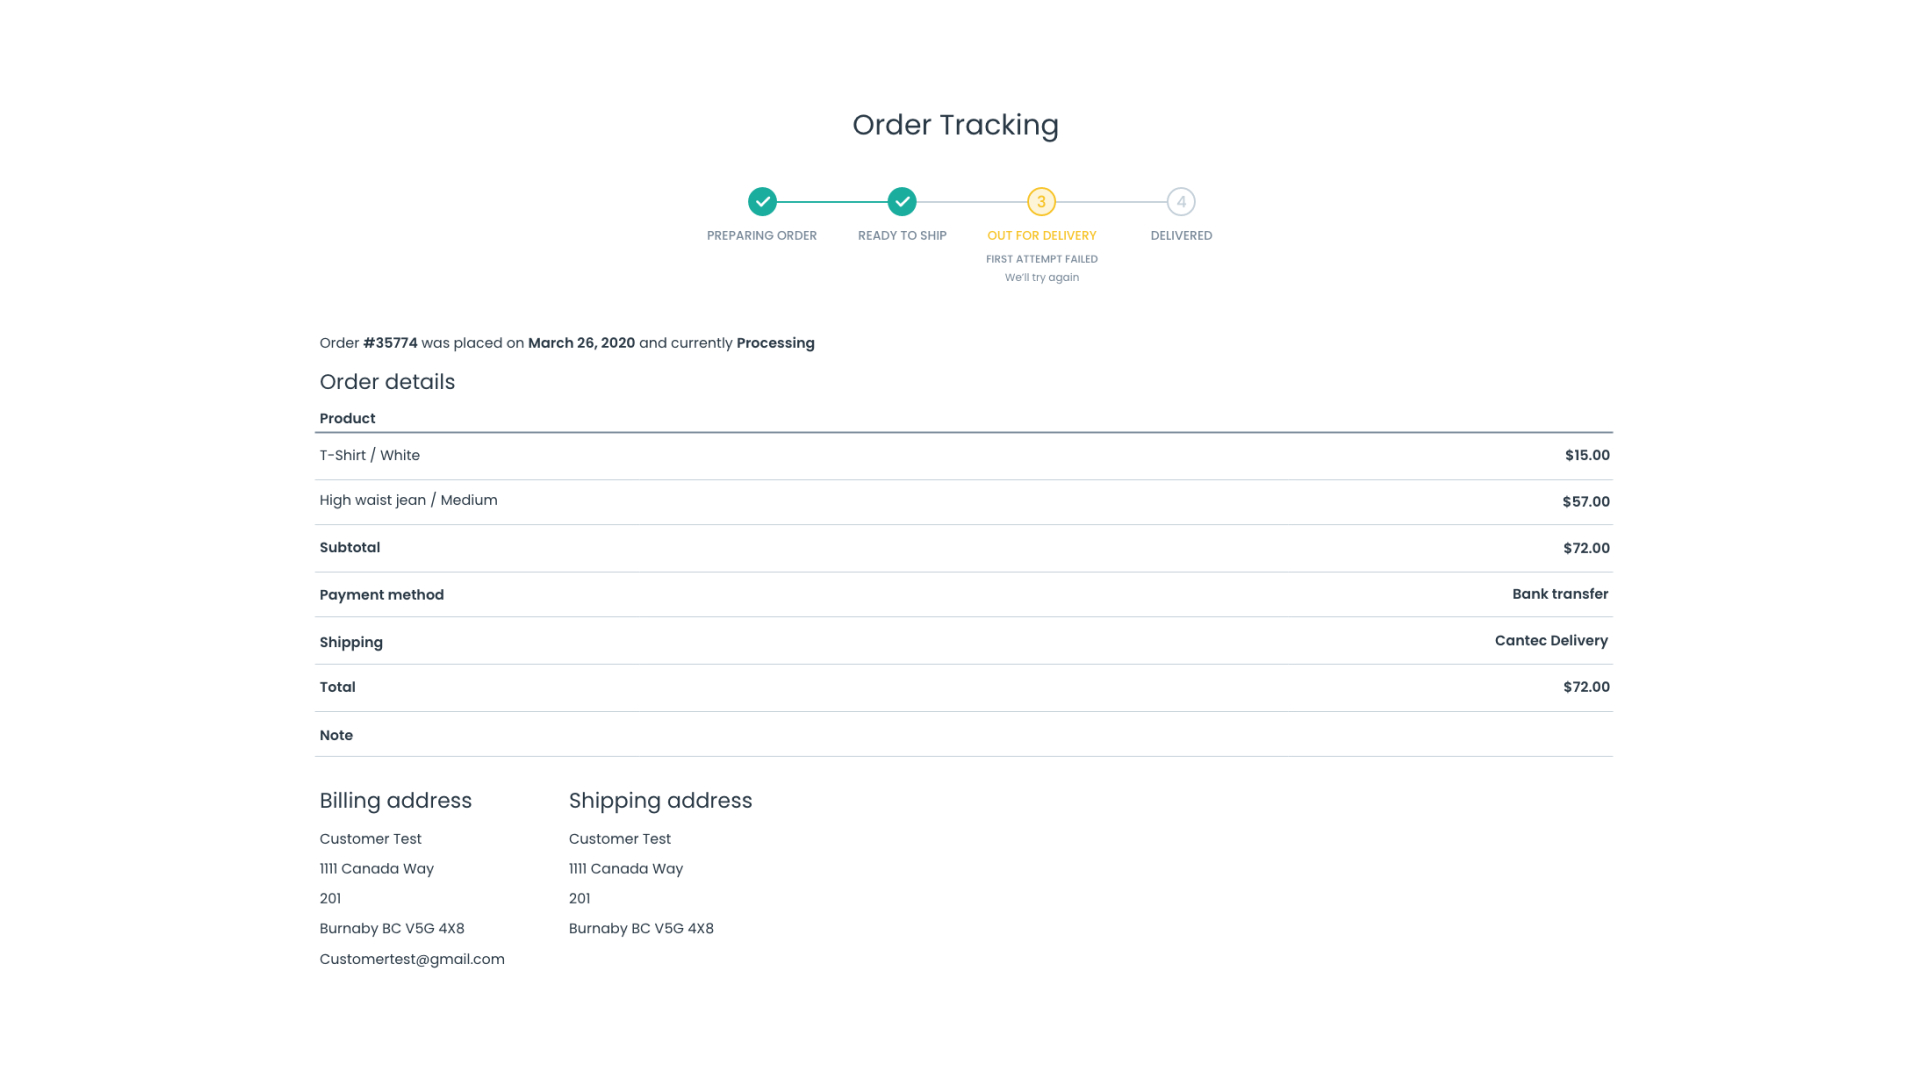 Order Tracking
3 4
PREPARING ORDER READY TO SHIP OUT FOR DELIVERY DELIVERED
FIRST ATTEMPT FAILED
We'll try again
Order #35774 was placed on March 26, 2020 and currently Processing
Order details
Product
T-Shirt / White $15.00
High waist jean / Medium $57.00
Subtotal $72.00
Payment method Bank transfer
Shipping Cantec Delivery
Total $72.00
Note
Billing address
Customer Test
1111 Canada Way
201
Burnaby BC V5G 4X8
Customertest@gmail.com
Shipping address
Customer Test
1111 Canada Way
201
Burnaby BC V5G 4X8